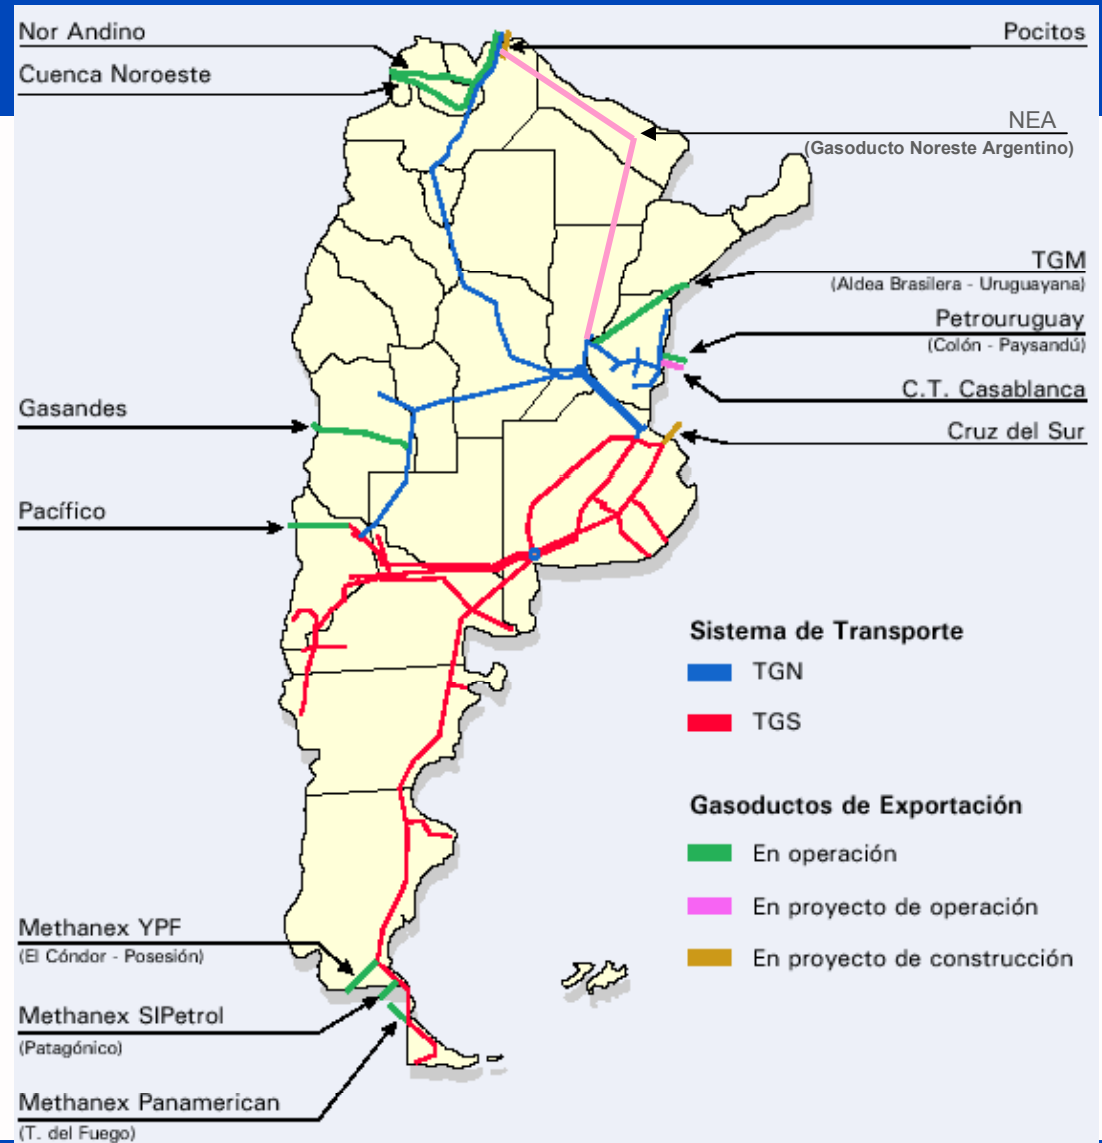 Nor Andino
Cuenca Noroeste
Pocitos
NEA
(Gasoducto Noreste Argentino)
TGM
(Aldea Brasilera - Uruguayana)
Petrouruguay
(Colón - Paysandú)
C.T. Casablanca
Cruz del Sur
Gasandes
Pacífico
Sistema de Transporte
TGN
TGS
Gasoductos de Exportación
En operación
En proyecto de operación
En proyecto de construcción
Methanex YPF
(El Cóndor - Posesión)
Methanex SIPetrol
(Patagónico)
Methanex Panamerican
(T. del Fuego)